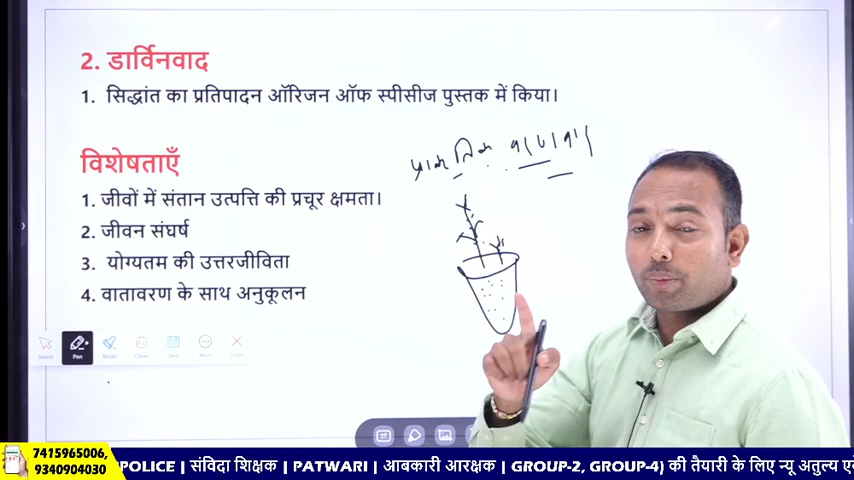 2. डार्विनवाद
1. सिद्धांत का प्रतिपादन ऑरिजन ऑफ स्पीसीज पुस्तक में किया।
विशेषताएँ
1. जीवों में संतान उत्पत्ति की प्रचूर क्षमता।
2. जीवन संघर्ष
3. योग्यतम की उत्तरजीविता
4. वातावरण के साथ अनुकूलन
Select Pen Brush Clean Save More Close
7415965006,
9340904030
POLICE | संविदा शिक्षक | PATWARI | आबकारी आरक्षक | GROUP-2, GROUP-4) की तैयारी के लिए न्यू अतुल्य